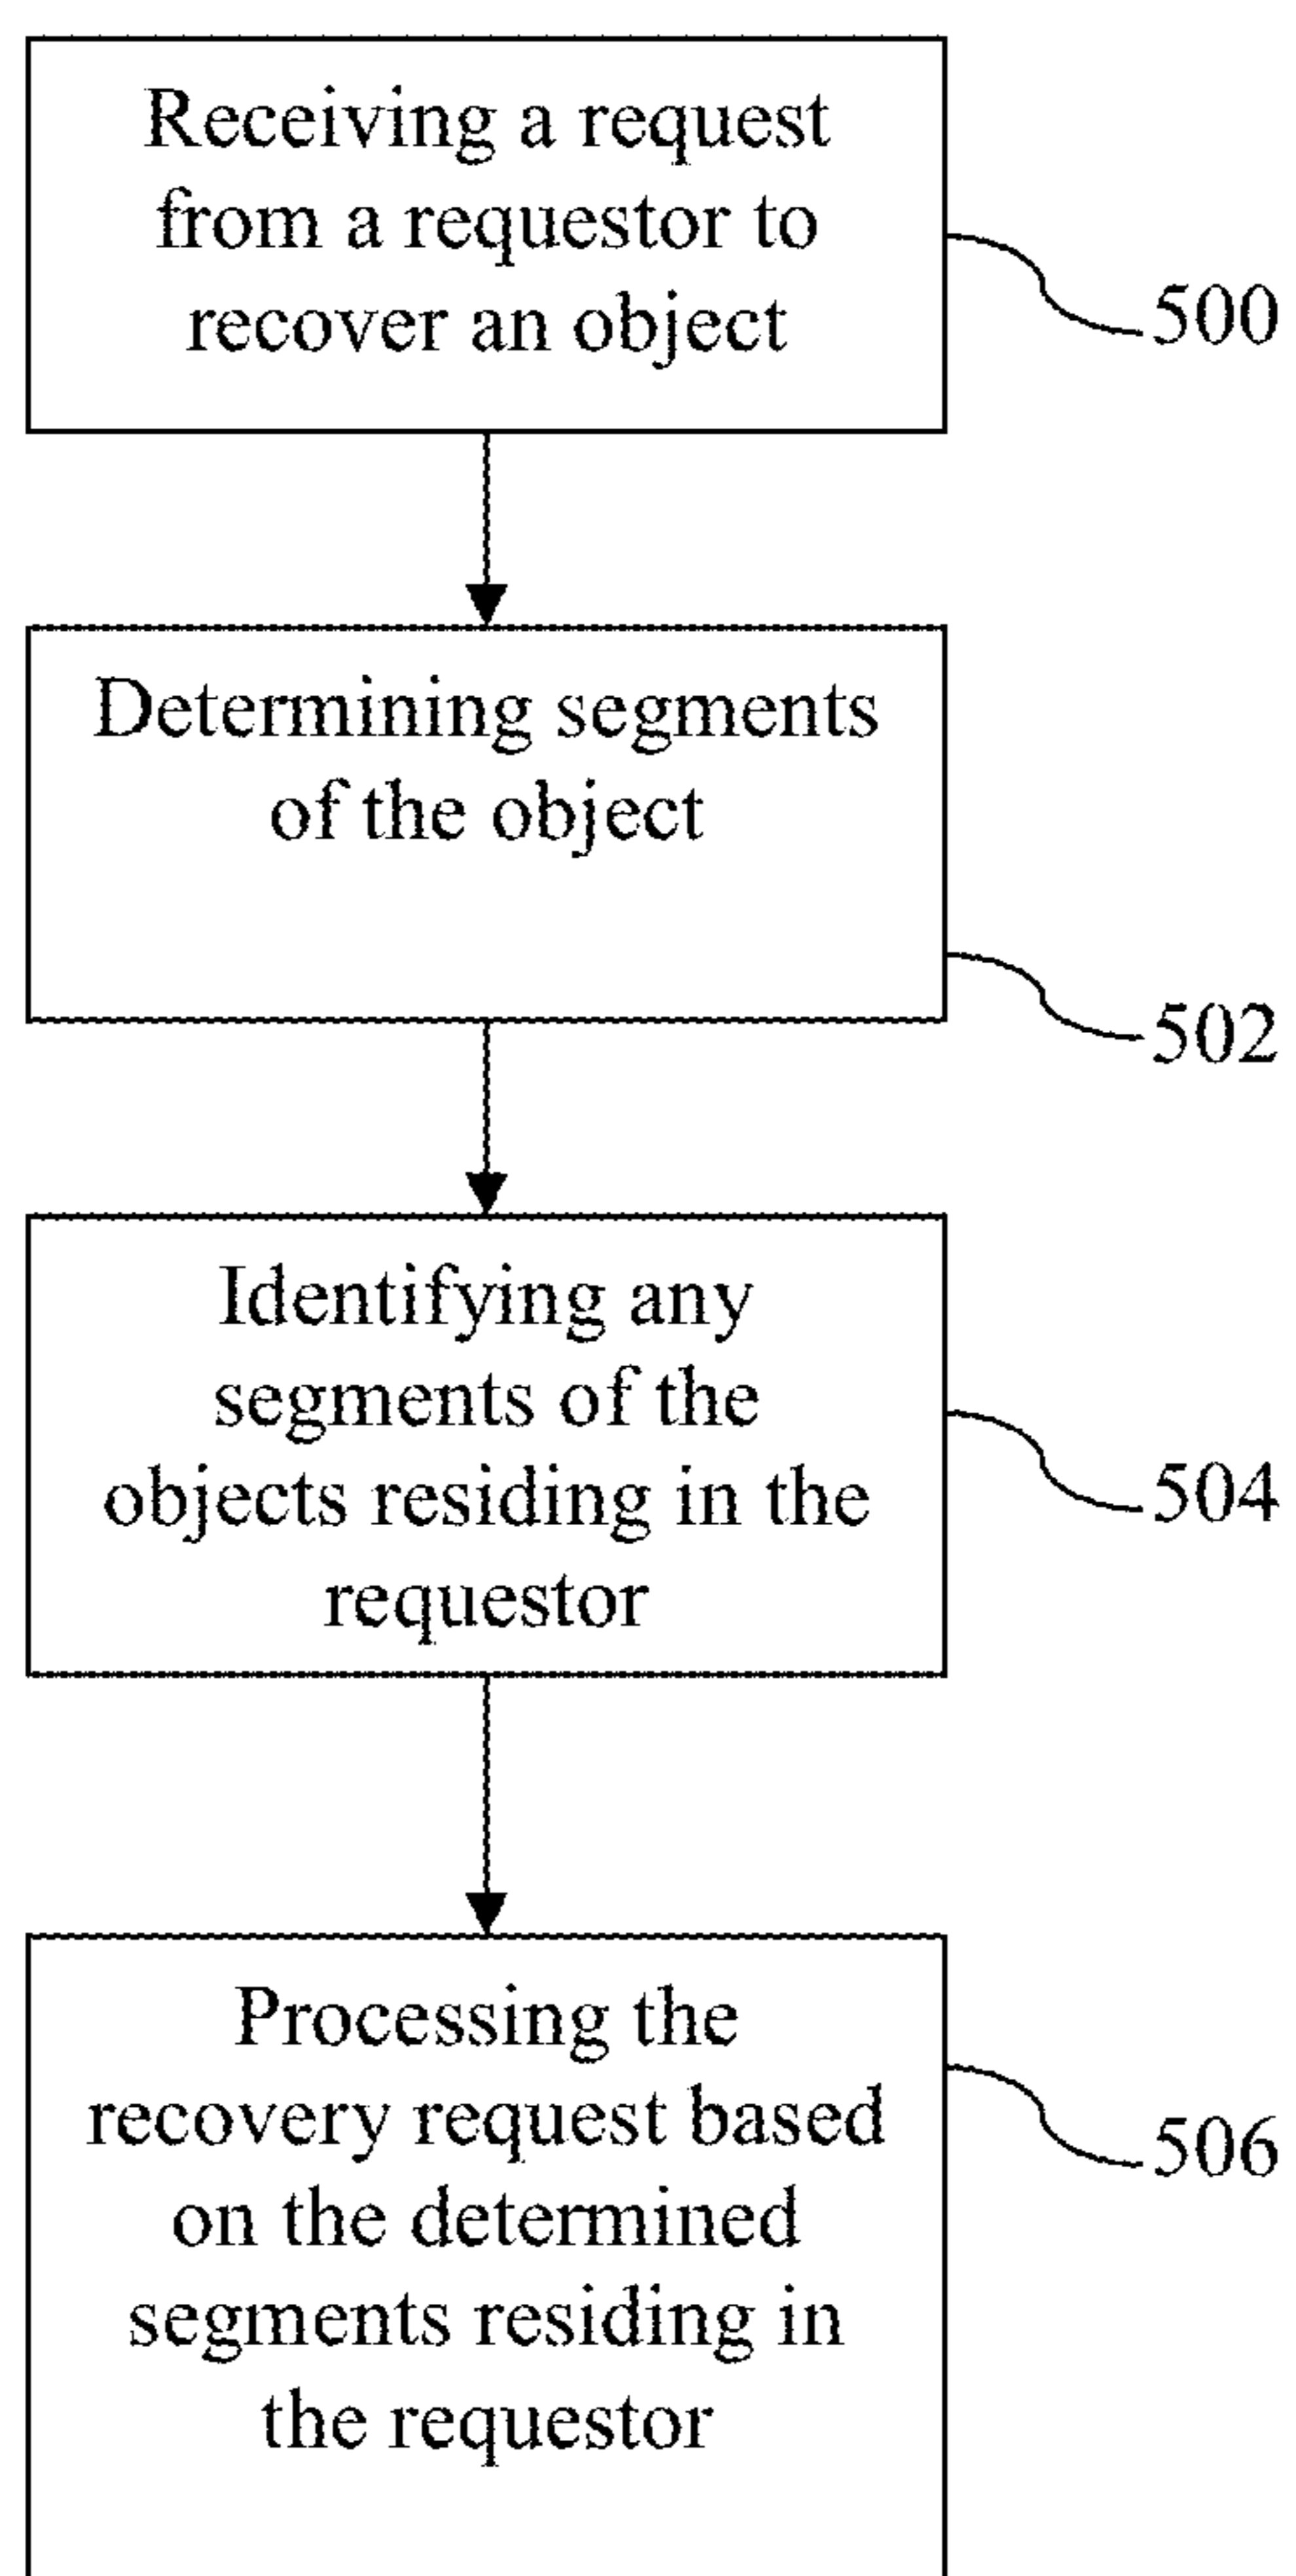 Receiving a request
from a requestor to
recover an object
500
Determining segments
of the object
502
Identifying any
segments of the
objects residing in the
requestor
504
Processing the
recovery request based
on the determined
segments residing in
the requestor
506